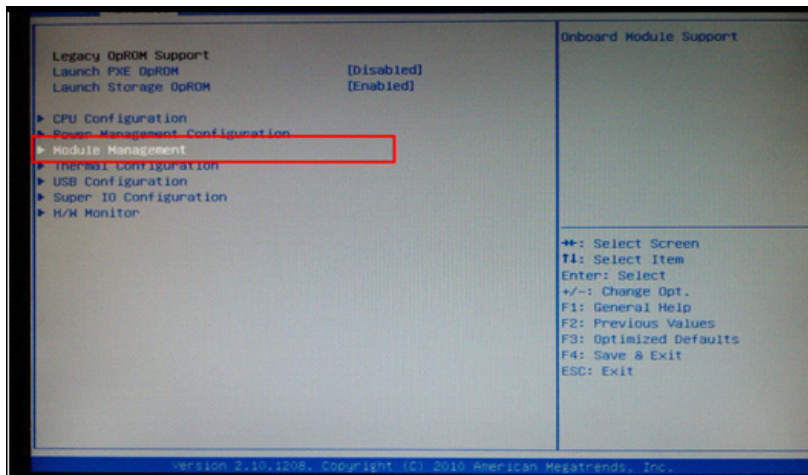 Legacy OpROM Support
Launch PXE OpROM [Disabled]
Launch Storage OpROM [Enabled]
▶ CPU Configuration
▶ Power Management Configuration
▶ Module Management
▶ Thermal Configuration
▶ USB Configuration
▶ Super IO Configuration
▶ H/W Monitor
Onboard Module Support
→←: Select Screen
↑↓: Select Item
Enter: Select
+/-: Change Opt.
F1: General Help
F2: Previous Values
F3: Optimized Defaults
F4: Save & Exit
ESC: Exit
Version 2.10.1208. Copyright (C) 2010 American Megatrends, Inc.